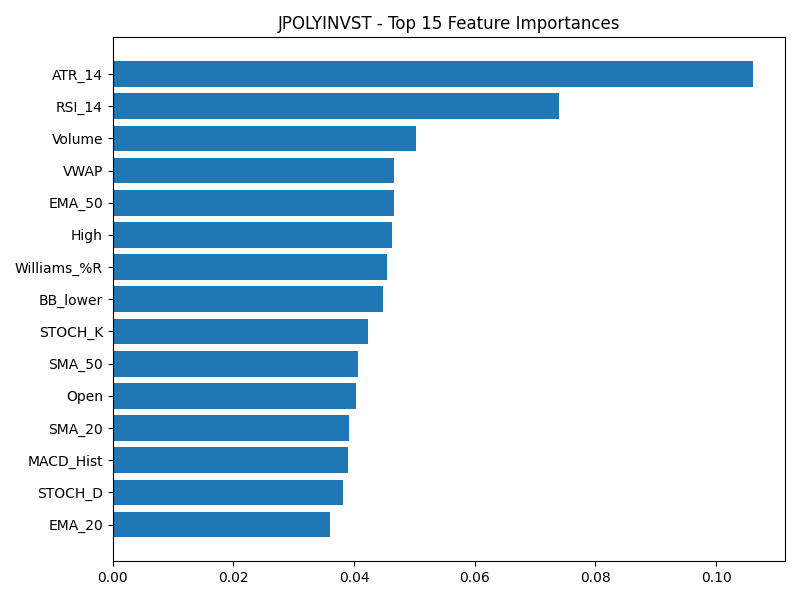 JPOLYINVST - Top 15 Feature Importances
ATR_14
RSI_14
Volume
VWAP
EMA_50
High
Williams_%R
BB_lower
STOCH_K
SMA_50
Open
SMA_20
MACD_Hist
STOCH_D
EMA_20
0.00 0.02 0.04 0.06 0.08 0.10